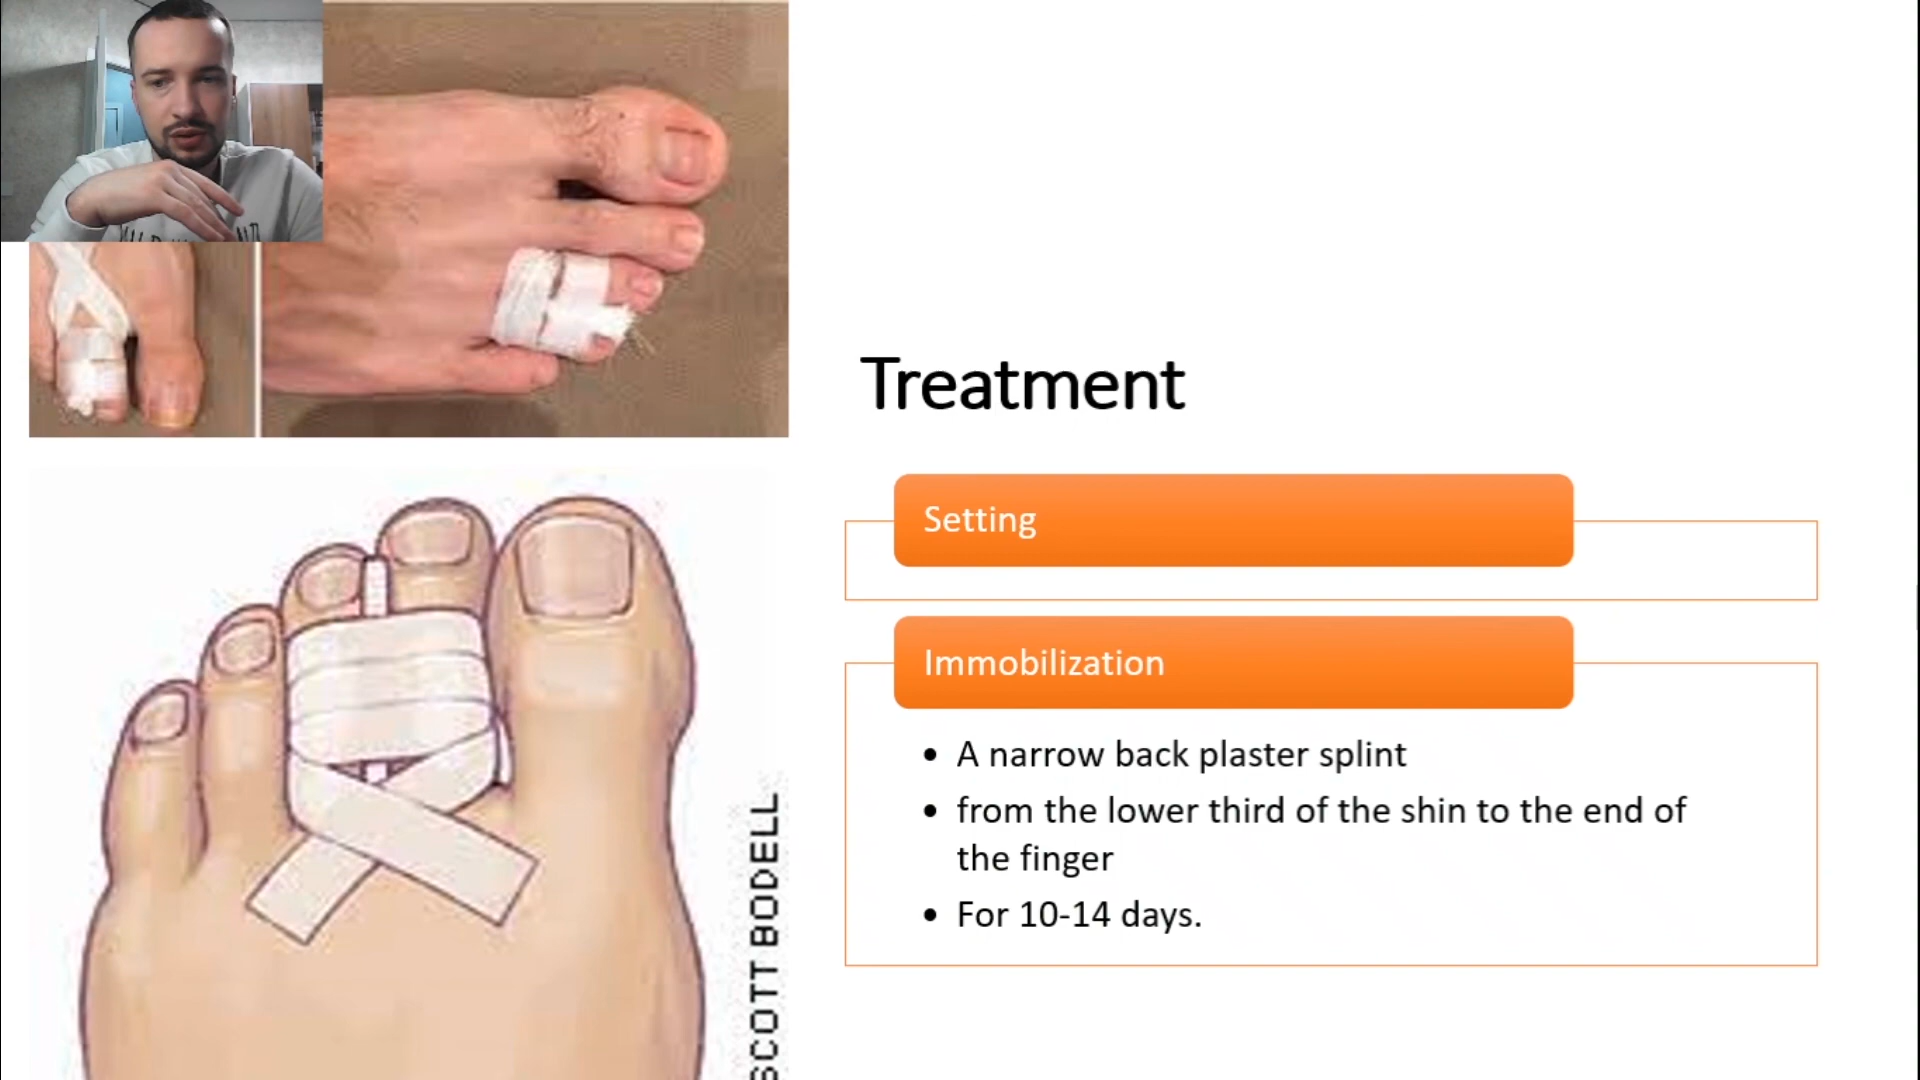 Treatment
Setting
Immobilization
• A narrow back plaster splint
• from the lower third of the shin to the end of
the finger
• For 10-14 days.
SCOTT BODELL